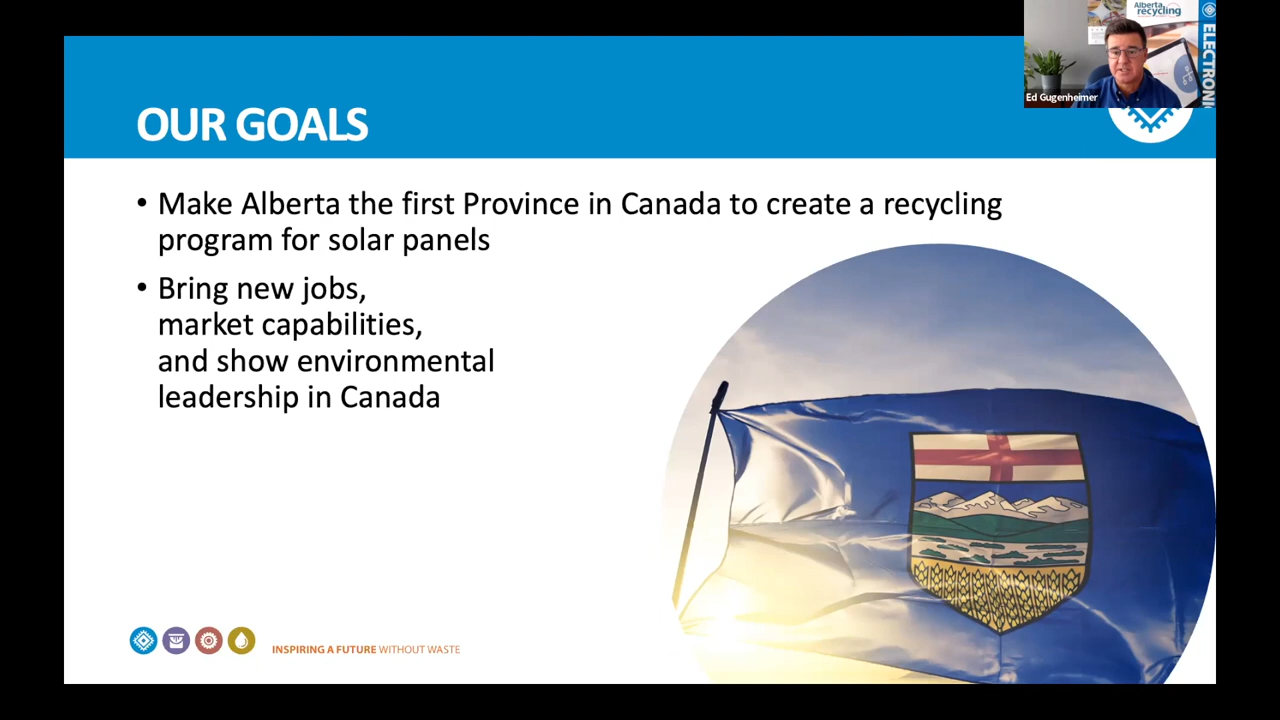 Alberta
recycling
ELECTRONI
Ed Gugenheimer
OUR GOALS
• Make Alberta the first Province in Canada to create a recycling
program for solar panels
• Bring new jobs,
market capabilities,
and show environmental
leadership in Canada
INSPIRING A FUTURE WITHOUT WASTE